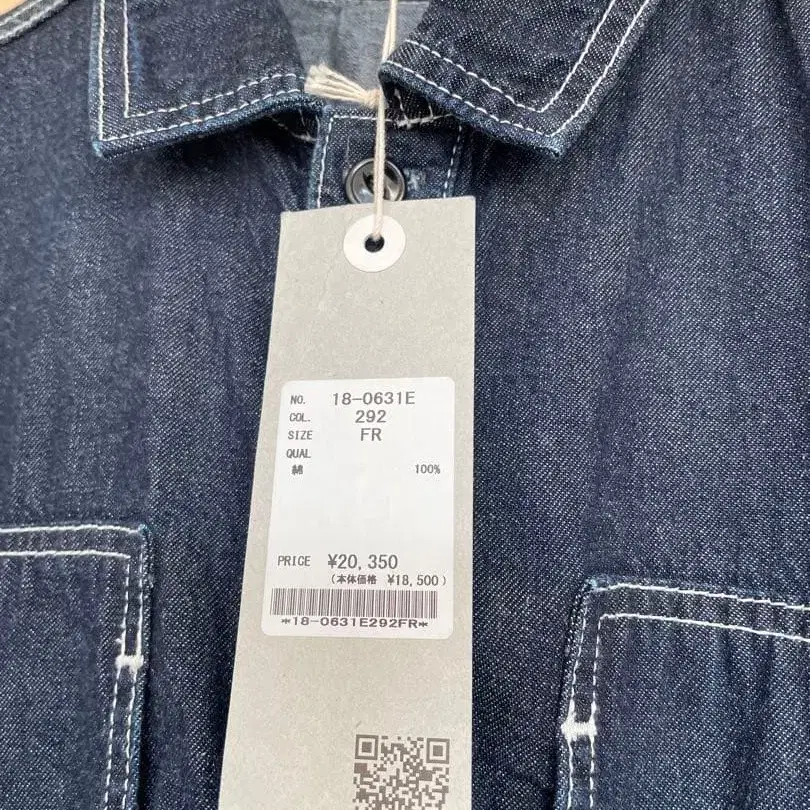 NO. 18-0631E
COL. 292
SIZE FR
QUAL
綿 100%
PRICE ¥20,350
(本体価格 ¥18,500)
*18-0631E292FR*